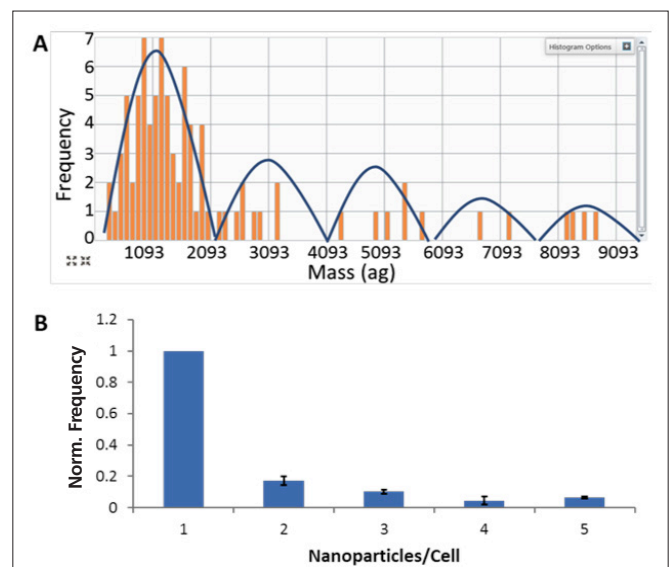 A
Histogram Options
7
6
5
4
3
2
1
0
Frequency
1093 2093 3093 4093 5093 6093 7093 8093 9093
Mass (ag)
B
1.2
1
0.8
0.6
0.4
0.2
0
Norm. Frequency
1 2 3 4 5
Nanoparticles/Cell